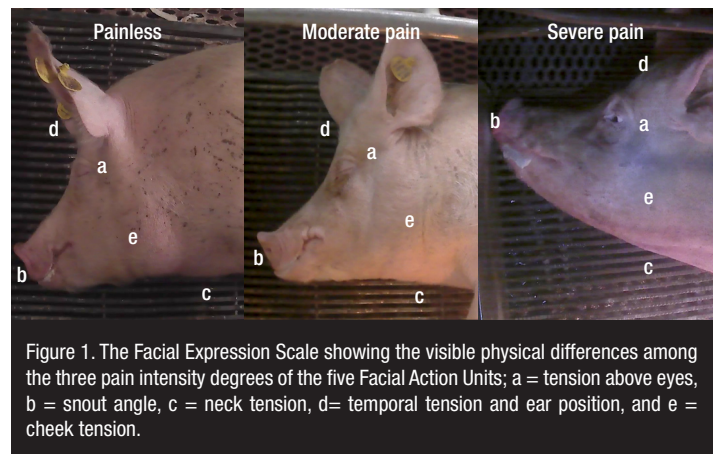 Painless
Moderate pain
Severe pain
d
a
e
b
c
d
a
e
b
c
d
b
a
e
c
Figure 1. The Facial Expression Scale showing the visible physical differences among
the three pain intensity degrees of the five Facial Action Units; a = tension above eyes,
b = snout angle, c = neck tension, d= temporal tension and ear position, and e =
cheek tension.